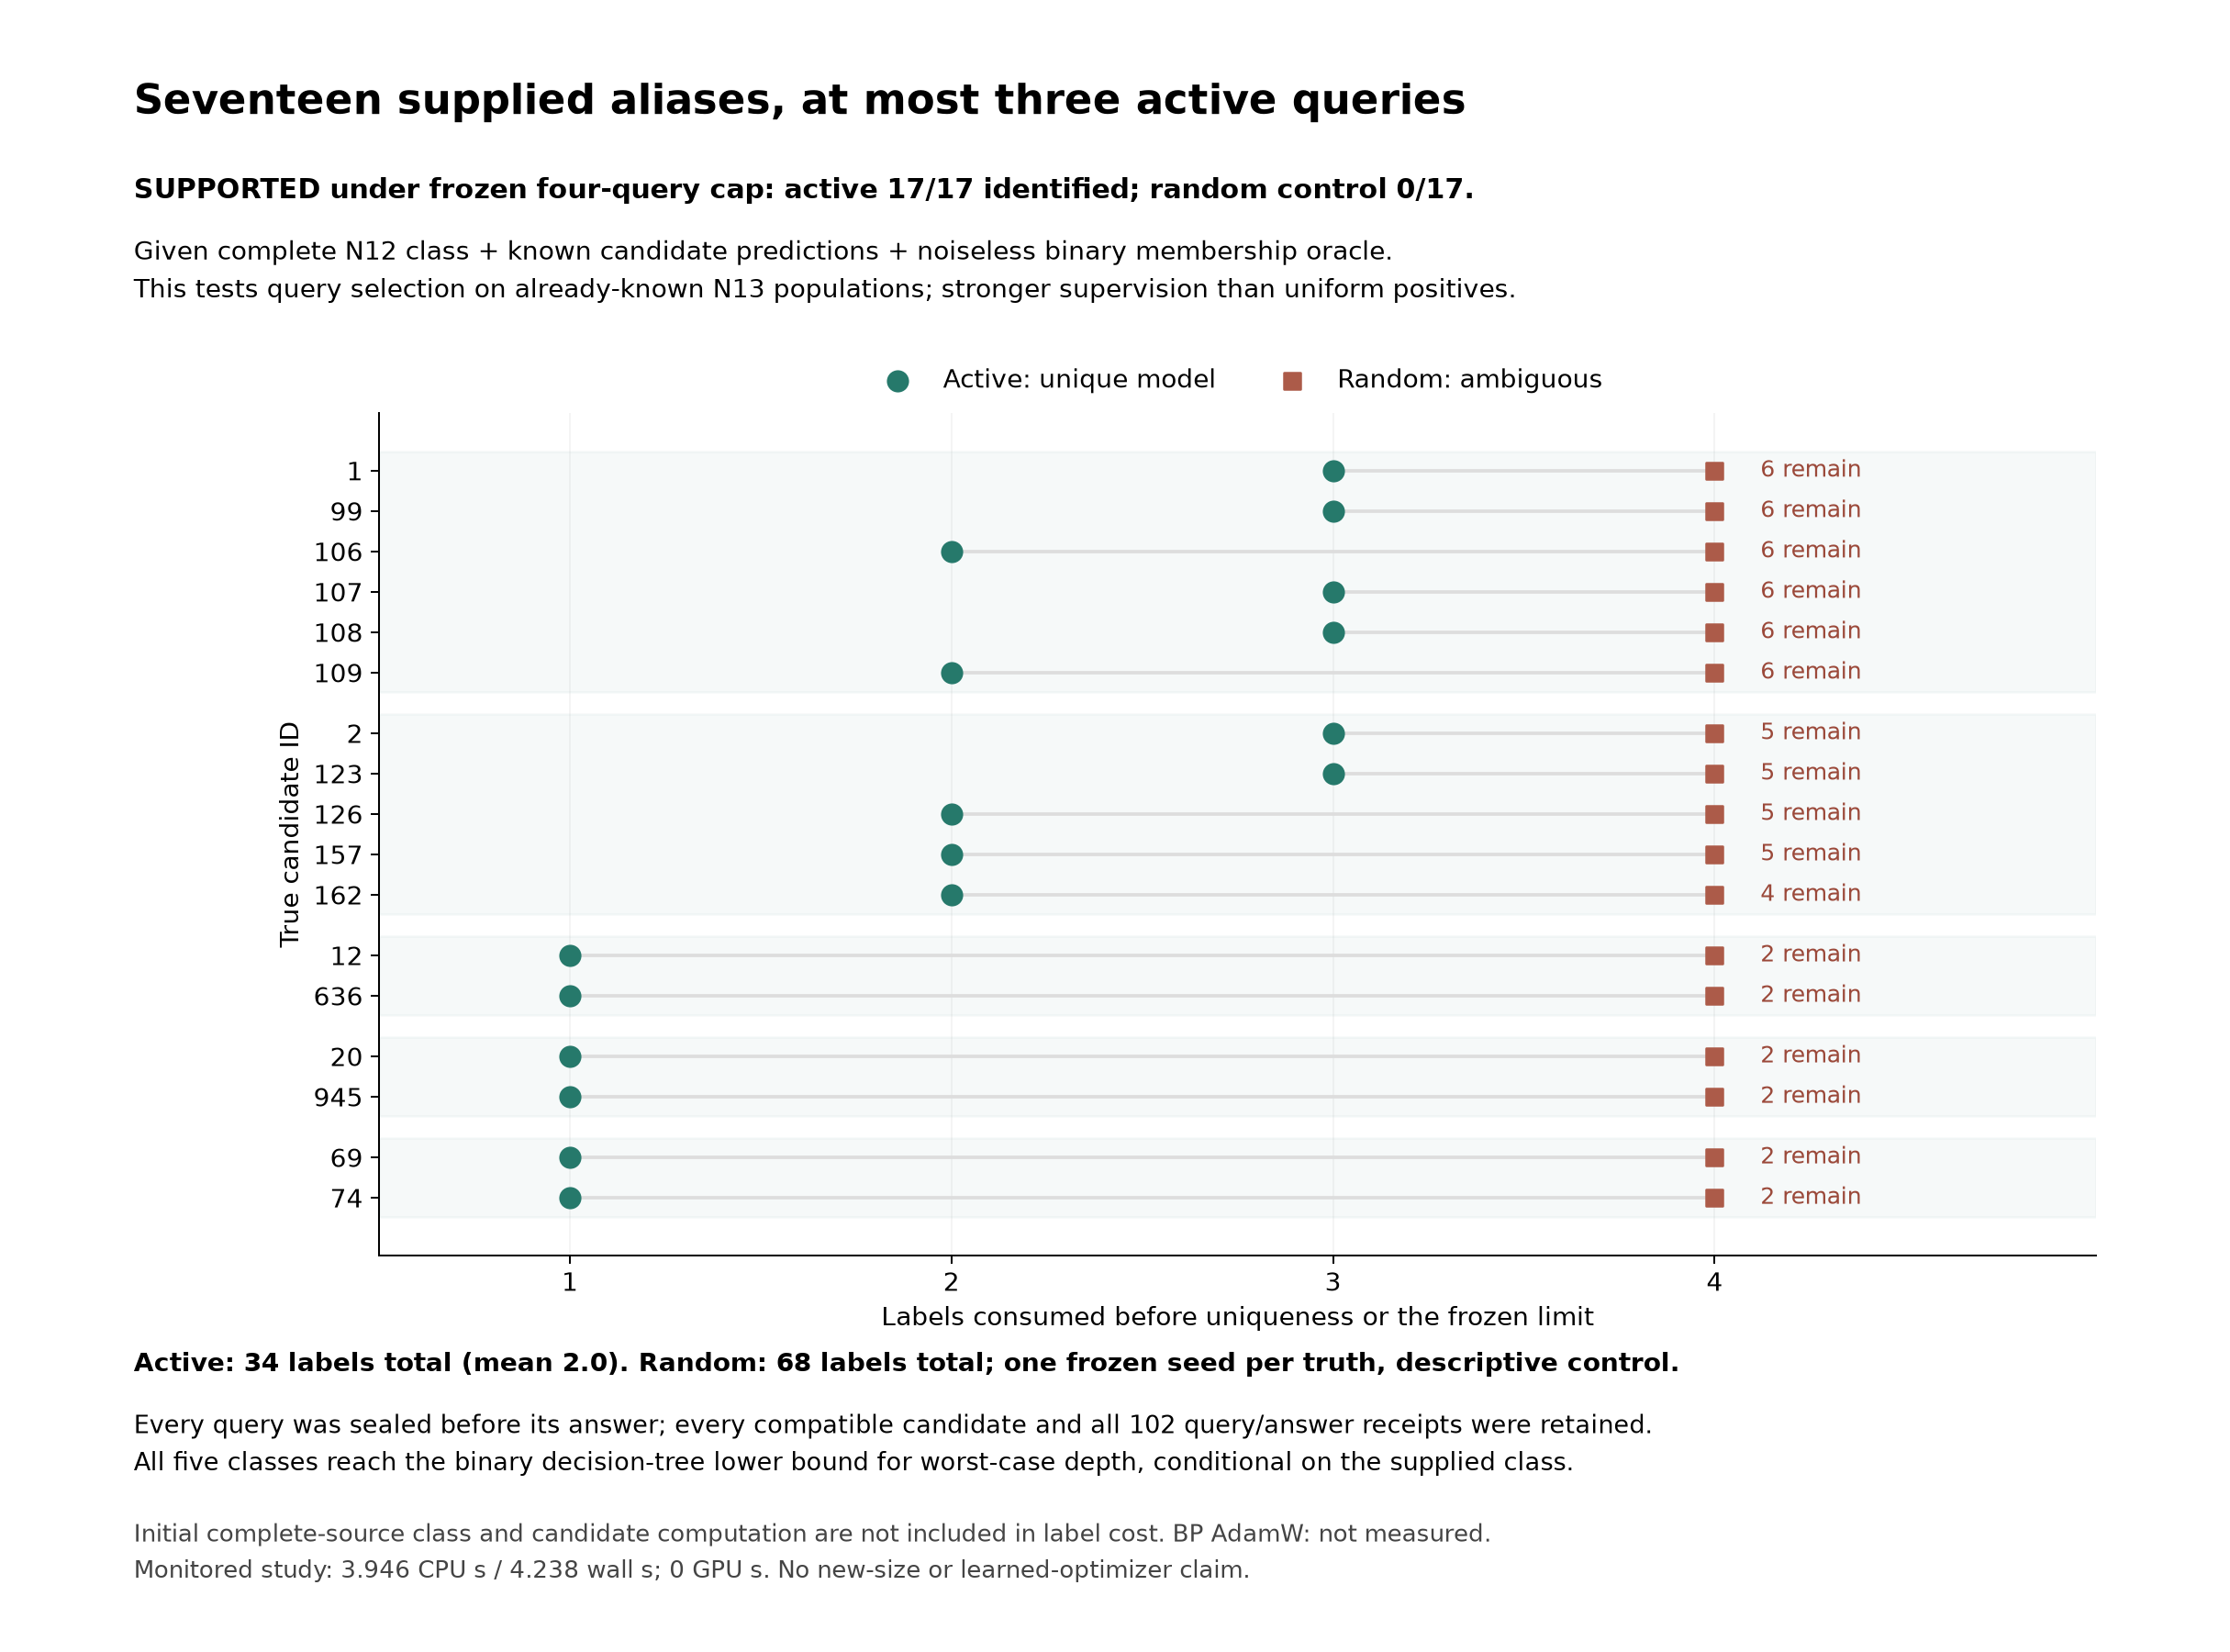 Seventeen supplied aliases, at most three active queries
SUPPORTED under frozen four-query cap: active 17/17 identified; random control 0/17.
Given complete N12 class + known candidate predictions + noiseless binary membership oracle.
This tests query selection on already-known N13 populations; stronger supervision than uniform positives.
Active: unique model
Random: ambiguous
True candidate ID
1
6 remain
99
6 remain
106
6 remain
107
6 remain
108
6 remain
109
6 remain
2
5 remain
123
5 remain
126
5 remain
157
5 remain
162
4 remain
12
2 remain
636
2 remain
20
2 remain
945
2 remain
69
2 remain
74
2 remain
1 2 3 4
Labels consumed before uniqueness or the frozen limit
Active: 34 labels total (mean 2.0). Random: 68 labels total; one frozen seed per truth, descriptive control.
Every query was sealed before its answer; every compatible candidate and all 102 query/answer receipts were retained.
All five classes reach the binary decision-tree lower bound for worst-case depth, conditional on the supplied class.
Initial complete-source class and candidate computation are not included in label cost. BP AdamW: not measured.
Monitored study: 3.946 CPU s / 4.238 wall s; 0 GPU s. No new-size or learned-optimizer claim.